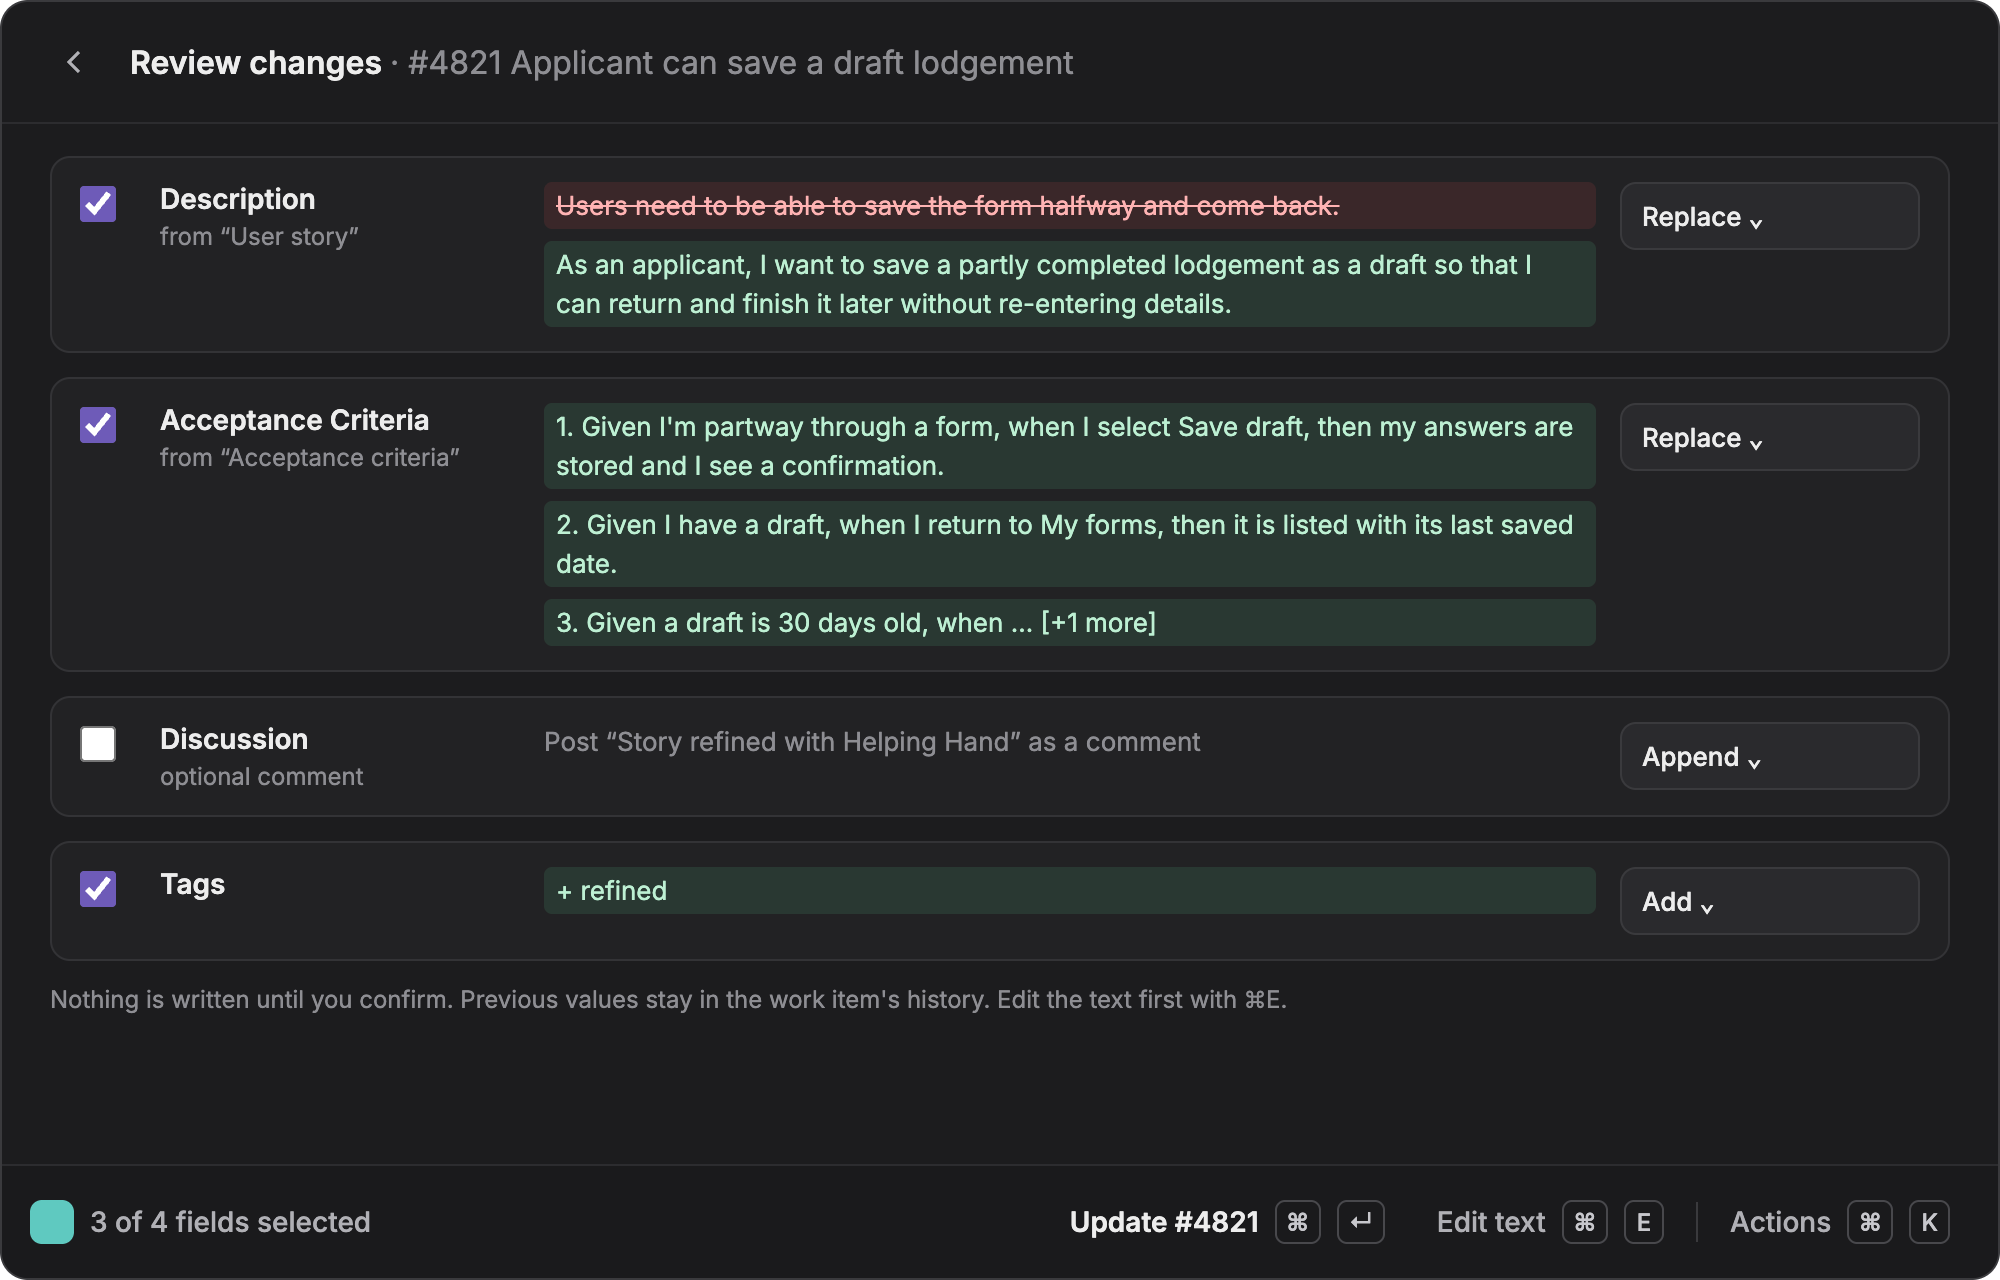 Review changes · #4821 Applicant can save a draft lodgement
Description
from “User story”
Users need to be able to save the form halfway and come back.
As an applicant, I want to save a partly completed lodgement as a draft so that I
can return and finish it later without re-entering details.
Replace
Acceptance Criteria
from “Acceptance criteria”
1. Given I'm partway through a form, when I select Save draft, then my answers are
stored and I see a confirmation.
2. Given I have a draft, when I return to My forms, then it is listed with its last saved
date.
3. Given a draft is 30 days old, when ... [+1 more]
Replace
Discussion
optional comment
Post “Story refined with Helping Hand” as a comment
Append
Tags
+ refined
Add
Nothing is written until you confirm. Previous values stay in the work item's history. Edit the text first with ⌘E.
3 of 4 fields selected
Update #4821 ⌘ ↵
Edit text ⌘ E
Actions ⌘ K